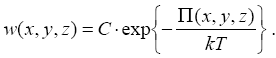 w(x, y, z) = C · exp{ − Π(x, y, z) / kT } .